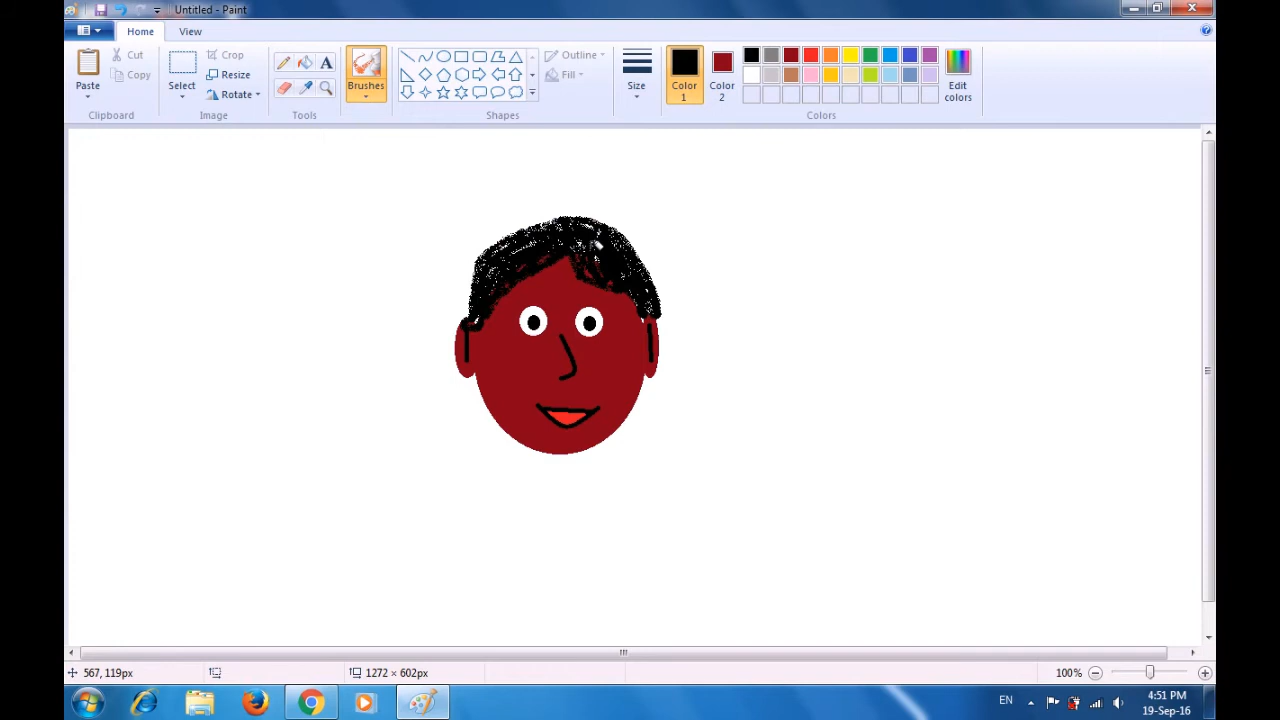 Untitled - Paint
Home View
Paste
Cut
Copy
Clipboard
Select
Crop
Resize
Rotate
Image
A
Tools
Brushes
Shapes
Outline
Fill
Size
Color 1
Color 2
Colors
Edit colors
567, 119px
1272 × 602px
100%
EN
4:51 PM
19-Sep-16